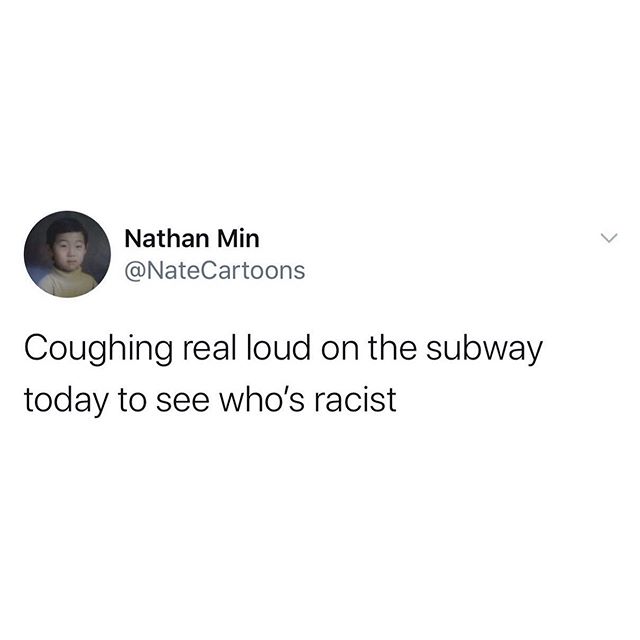 Nathan Min
@NateCartoons
Coughing real loud on the subway
today to see who's racist